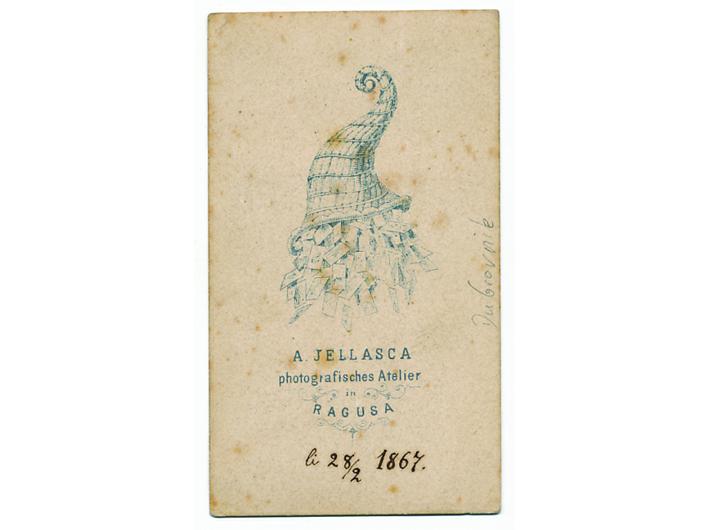 A. JELLASCA
photografisches Atelier
in
RAGUSA
li 28/2 1867.
Dubrovnik